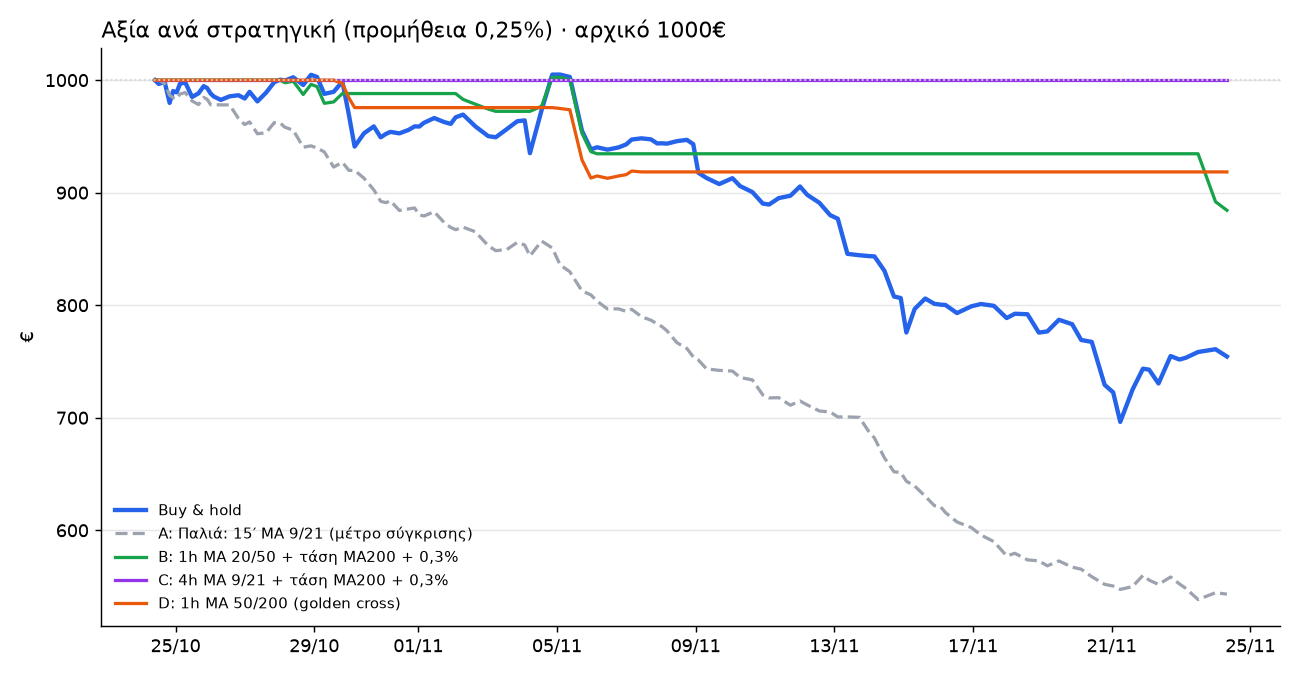 Αξία ανά στρατηγική (προμήθεια 0,25%) · αρχικό 1000€
1000
900
800
700
600
€
Buy & hold
A: Παλιά: 15΄ MA 9/21 (μέτρο σύγκρισης)
B: 1h MA 20/50 + τάση MA200 + 0,3%
C: 4h MA 9/21 + τάση MA200 + 0,3%
D: 1h MA 50/200 (golden cross)
25/10 29/10 01/11 05/11 09/11 13/11 17/11 21/11 25/11